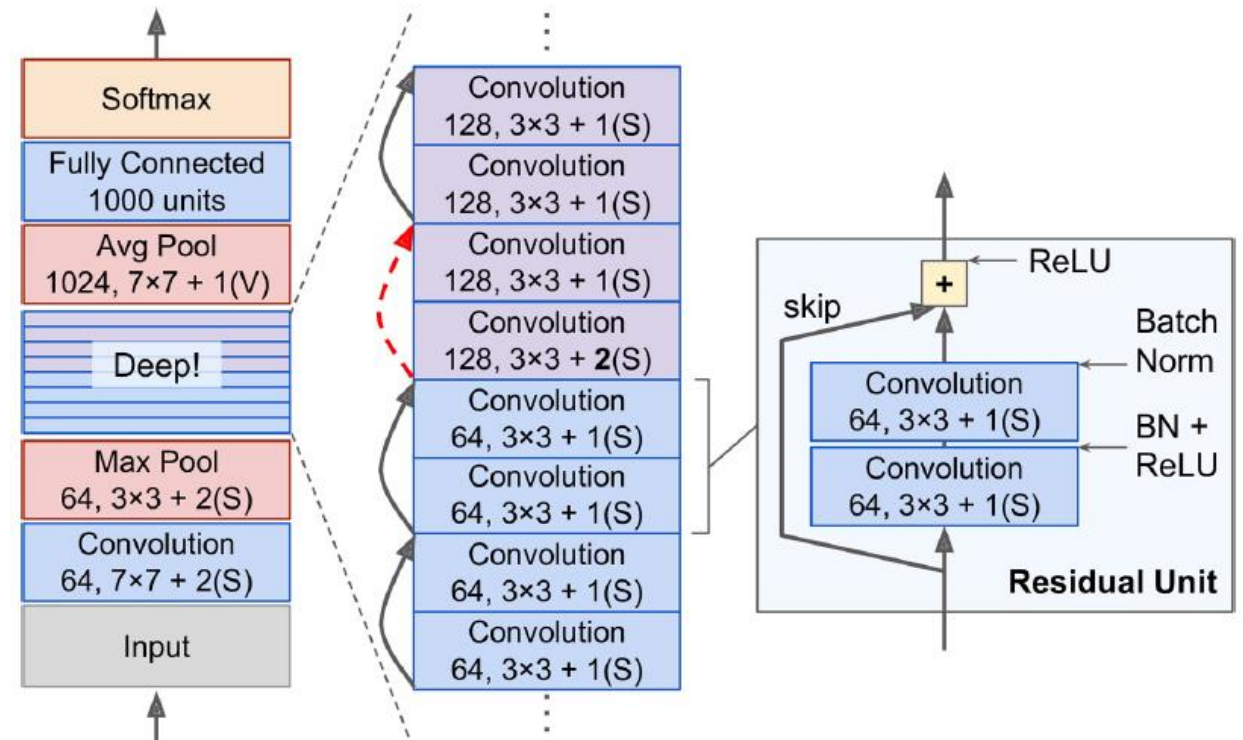 Softmax
Fully Connected
1000 units
Avg Pool
1024, 7×7 + 1(V)
Deep!
Max Pool
64, 3×3 + 2(S)
Convolution
64, 7×7 + 2(S)
Input
Convolution
128, 3×3 + 1(S)
Convolution
128, 3×3 + 1(S)
Convolution
128, 3×3 + 1(S)
Convolution
128, 3×3 + 2(S)
Convolution
64, 3×3 + 1(S)
Convolution
64, 3×3 + 1(S)
Convolution
64, 3×3 + 1(S)
Convolution
64, 3×3 + 1(S)
+
ReLU
skip
Batch
Norm
Convolution
64, 3×3 + 1(S)
BN +
ReLU
Convolution
64, 3×3 + 1(S)
Residual Unit